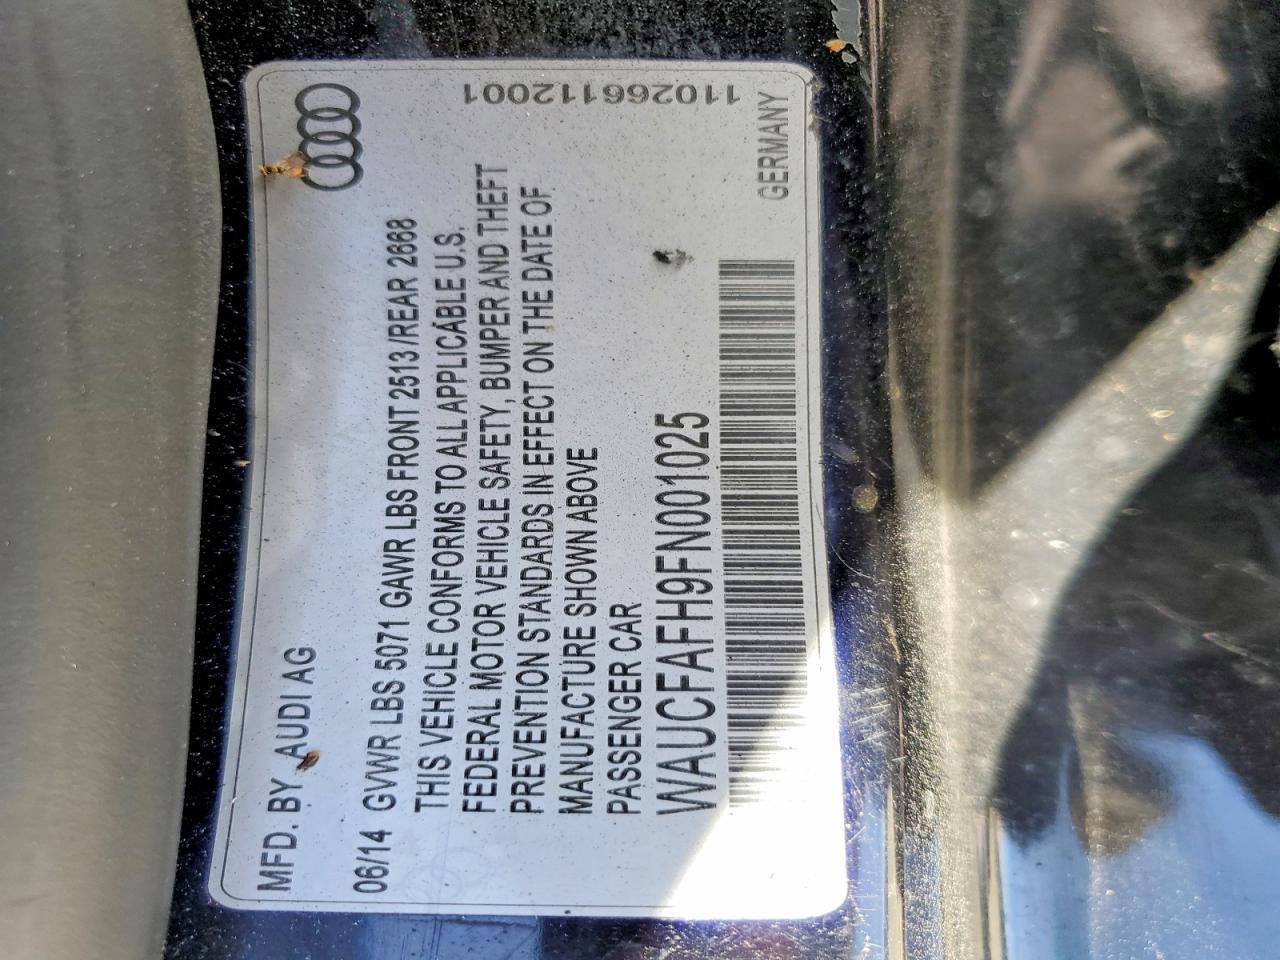 MFD. BY AUDI AG
06/14 GVWR LBS 5071 GAWR LBS FRONT 2513 /REAR 2668
THIS VEHICLE CONFORMS TO ALL APPLICABLE U.S.
FEDERAL MOTOR VEHICLE SAFETY, BUMPER AND THEFT
PREVENTION STANDARDS IN EFFECT ON THE DATE OF
MANUFACTURE SHOWN ABOVE
PASSENGER CAR
WAUCFAFH9FN001025
GERMANY
110266112001